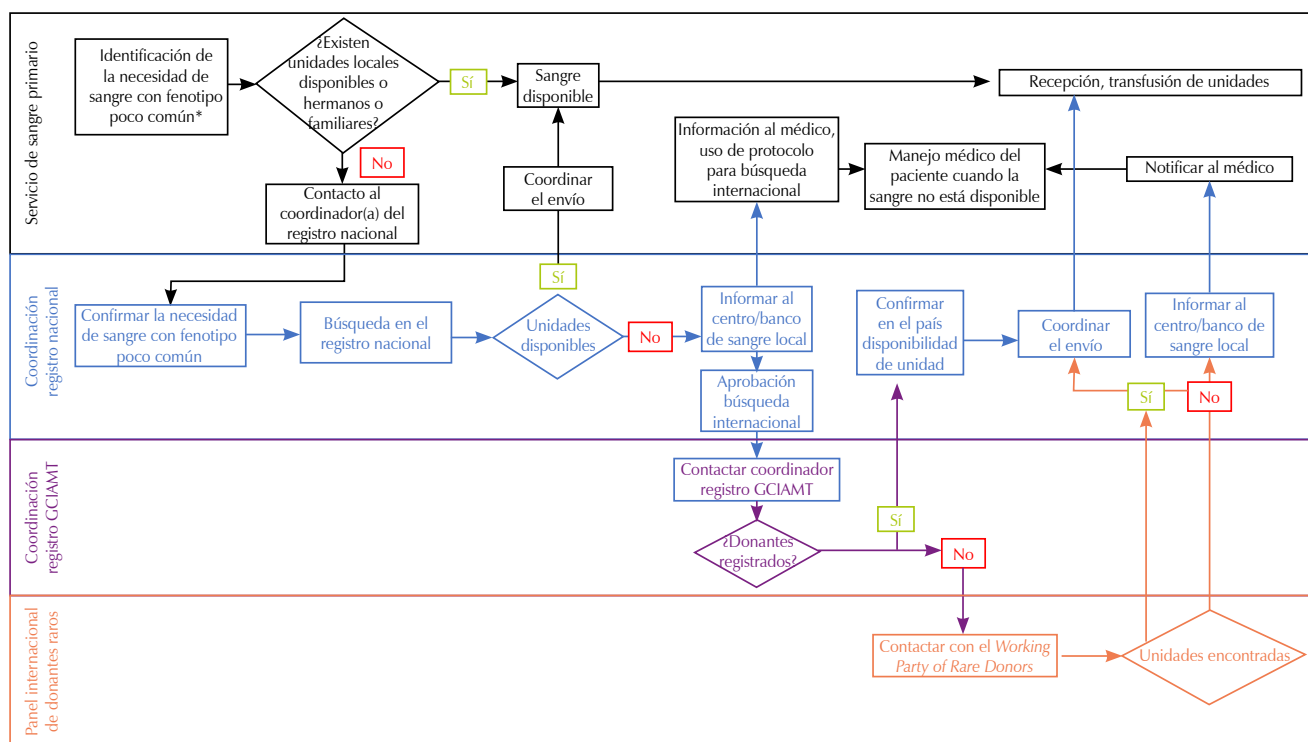 Servicio de sangre primario
Identificación de
la necesidad de
sangre con fenotipo
poco común*
¿Existen
unidades locales
disponibles o
hermanos o
familiares?
Sí
Sangre
disponible
Recepción, transfusión de unidades
No
Contacto al
coordinador(a) del
registro nacional
Coordinar
el envío
Información al médico,
uso de protocolo
para búsqueda
internacional
Manejo médico del
paciente cuando la
sangre no está disponible
Notificar al médico
Coordinación
registro nacional
Confirmar la necesidad
de sangre con fenotipo
poco común
Búsqueda en el
registro nacional
Sí
Unidades
disponibles
No
Informar al
centro/banco
de sangre local
Aprobación
búsqueda
internacional
Confirmar
en el país
disponibilidad
de unidad
Coordinar
el envío
Informar al
centro/banco de
sangre local
Sí
No
Coordinación
registro GCIAMT
Contactar coordinador
registro GCIAMT
¿Donantes
registrados?
Sí
No
Panel internacional
de donantes raros
Contactar con el Working
Party of Rare Donors
Unidades encontradas